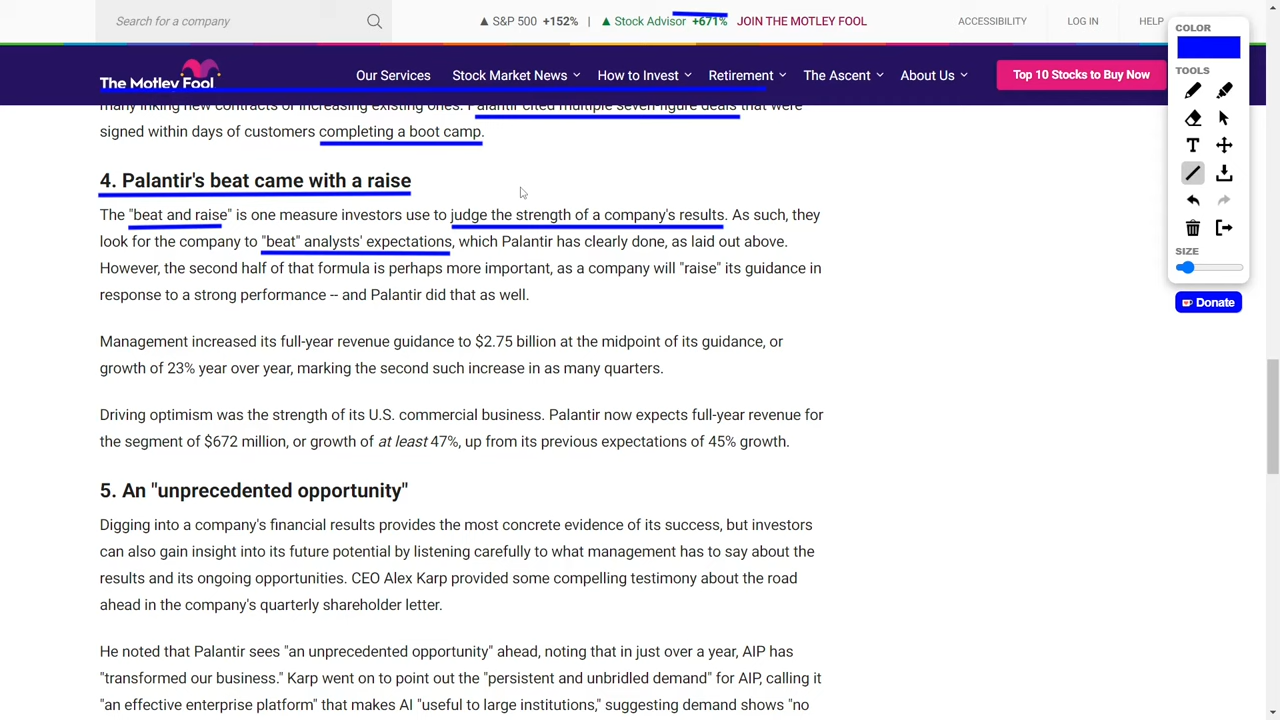 Search for a company
▲ S&P 500 +152% | ▲ Stock Advisor +671% JOIN THE MOTLEY FOOL
ACCESSIBILITY LOG IN HELP
The Motley Fool
Our Services Stock Market News How to Invest Retirement The Ascent About Us
Top 10 Stocks to Buy Now
COLOR
TOOLS
T
SIZE
Donate
many inking new contracts or increasing existing ones. Palantir cited multiple seven-figure deals that were
signed within days of customers completing a boot camp.
4. Palantir's beat came with a raise
The "beat and raise" is one measure investors use to judge the strength of a company's results. As such, they
look for the company to "beat" analysts' expectations, which Palantir has clearly done, as laid out above.
However, the second half of that formula is perhaps more important, as a company will "raise" its guidance in
response to a strong performance -- and Palantir did that as well.
Management increased its full-year revenue guidance to $2.75 billion at the midpoint of its guidance, or
growth of 23% year over year, marking the second such increase in as many quarters.
Driving optimism was the strength of its U.S. commercial business. Palantir now expects full-year revenue for
the segment of $672 million, or growth of at least 47%, up from its previous expectations of 45% growth.
5. An "unprecedented opportunity"
Digging into a company's financial results provides the most concrete evidence of its success, but investors
can also gain insight into its future potential by listening carefully to what management has to say about the
results and its ongoing opportunities. CEO Alex Karp provided some compelling testimony about the road
ahead in the company's quarterly shareholder letter.
He noted that Palantir sees "an unprecedented opportunity" ahead, noting that in just over a year, AIP has
"transformed our business." Karp went on to point out the "persistent and unbridled demand" for AIP, calling it
"an effective enterprise platform" that makes AI "useful to large institutions," suggesting demand shows "no